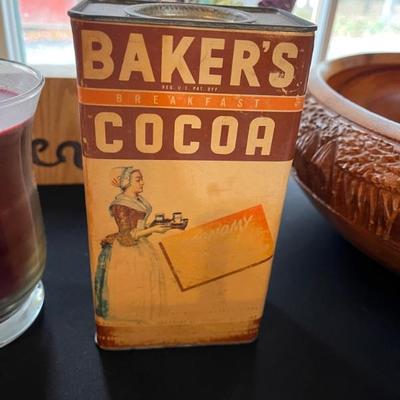 BAKER'S
REG. U.S. PAT. OFF
BREAKFAST
COCOA